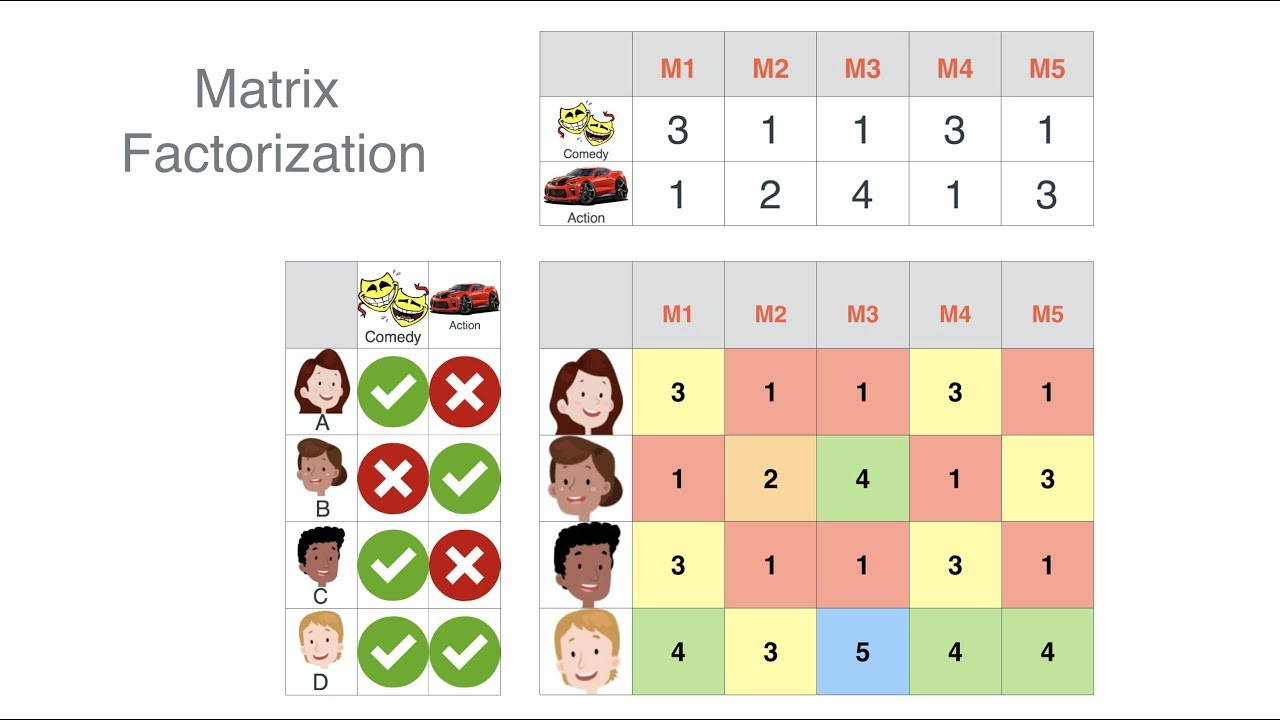 Matrix
Factorization
M1 M2 M3 M4 M5
Comedy 3 1 1 3 1
Action 1 2 4 1 3
Comedy Action
A
B
C
D
M1 M2 M3 M4 M5
3 1 1 3 1
1 2 4 1 3
3 1 1 3 1
4 3 5 4 4